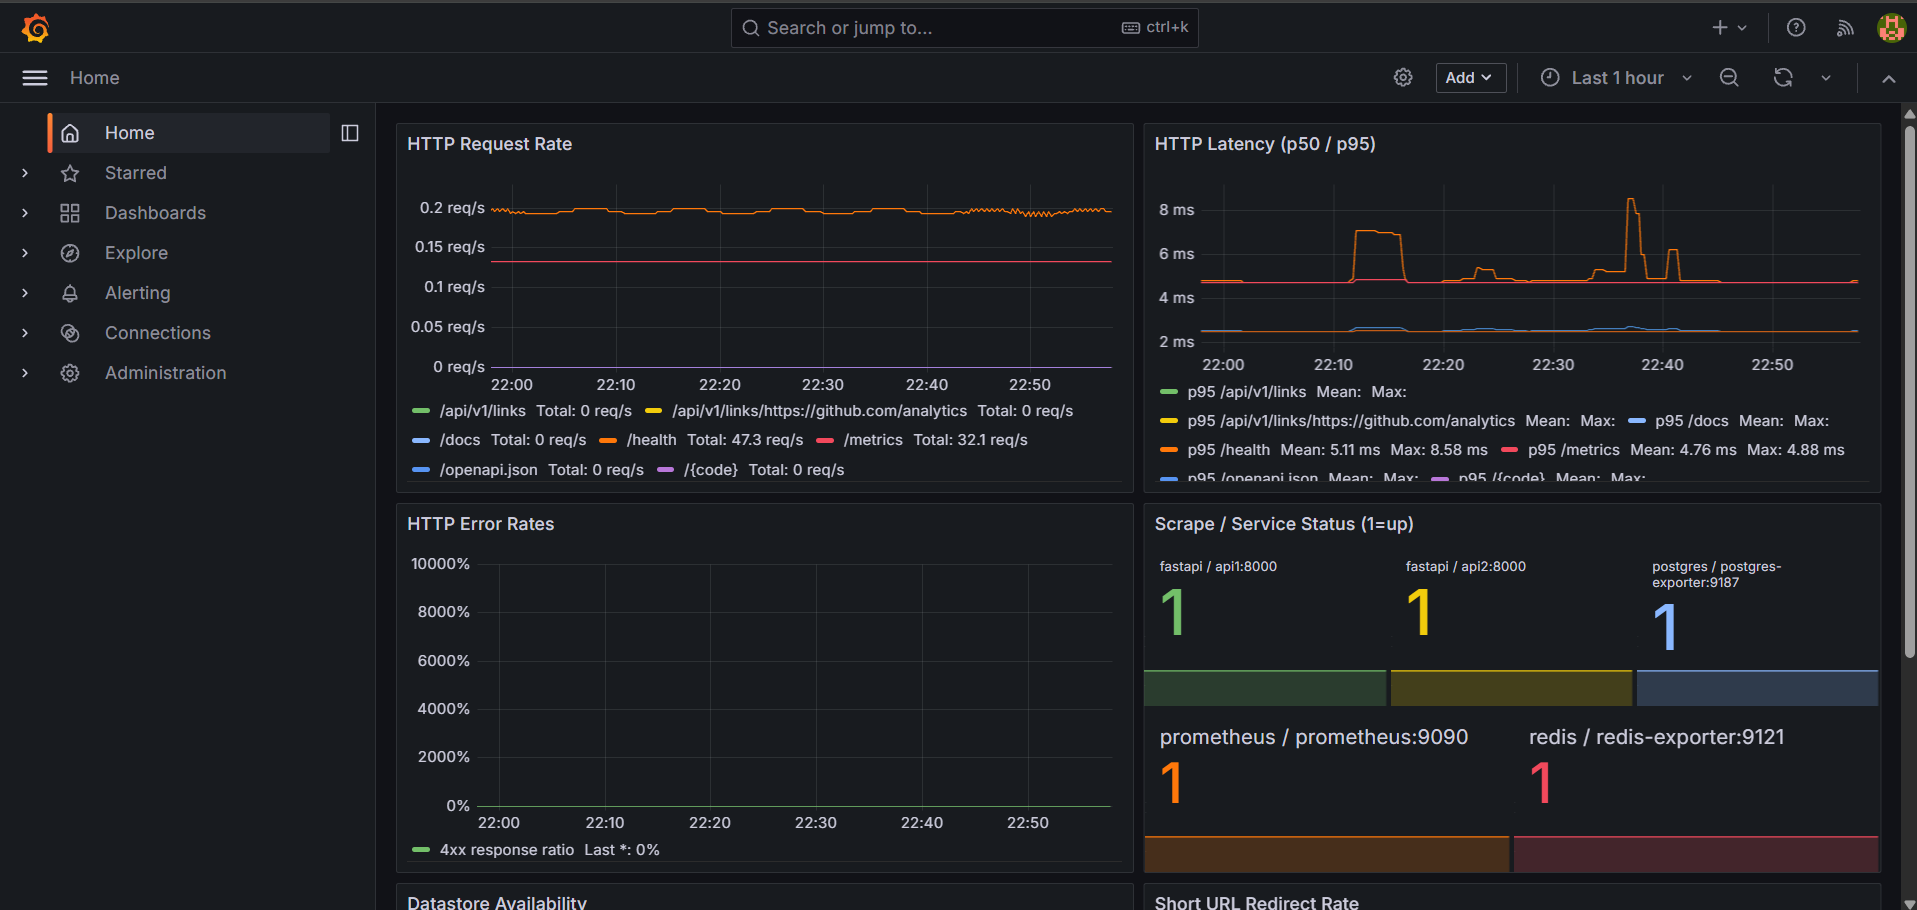 Search or jump to...
ctrl+k
Home
Add
Last 1 hour
Home
Starred
Dashboards
Explore
Alerting
Connections
Administration
HTTP Request Rate
0.2 req/s
0.15 req/s
0.1 req/s
0.05 req/s
0 req/s
22:00 22:10 22:20 22:30 22:40 22:50
/api/v1/links Total: 0 req/s /api/v1/links/https://github.com/analytics Total: 0 req/s
/docs Total: 0 req/s /health Total: 47.3 req/s /metrics Total: 32.1 req/s
/openapi.json Total: 0 req/s /{code} Total: 0 req/s
HTTP Latency (p50 / p95)
8 ms
6 ms
4 ms
2 ms
22:00 22:10 22:20 22:30 22:40 22:50
p95 /api/v1/links Mean: Max:
p95 /api/v1/links/https://github.com/analytics Mean: Max: p95 /docs Mean: Max:
p95 /health Mean: 5.11 ms Max: 8.58 ms p95 /metrics Mean: 4.76 ms Max: 4.88 ms
p95 /openapi.json Mean: Max: p95 /{code} Mean: Max:
HTTP Error Rates
10000%
8000%
6000%
4000%
2000%
0%
22:00 22:10 22:20 22:30 22:40 22:50
4xx response ratio Last *: 0%
Scrape / Service Status (1=up)
fastapi / api1:8000
1
fastapi / api2:8000
1
postgres / postgres-
exporter:9187
1
prometheus / prometheus:9090
1
redis / redis-exporter:9121
1
Datastore Availability
Short URL Redirect Rate